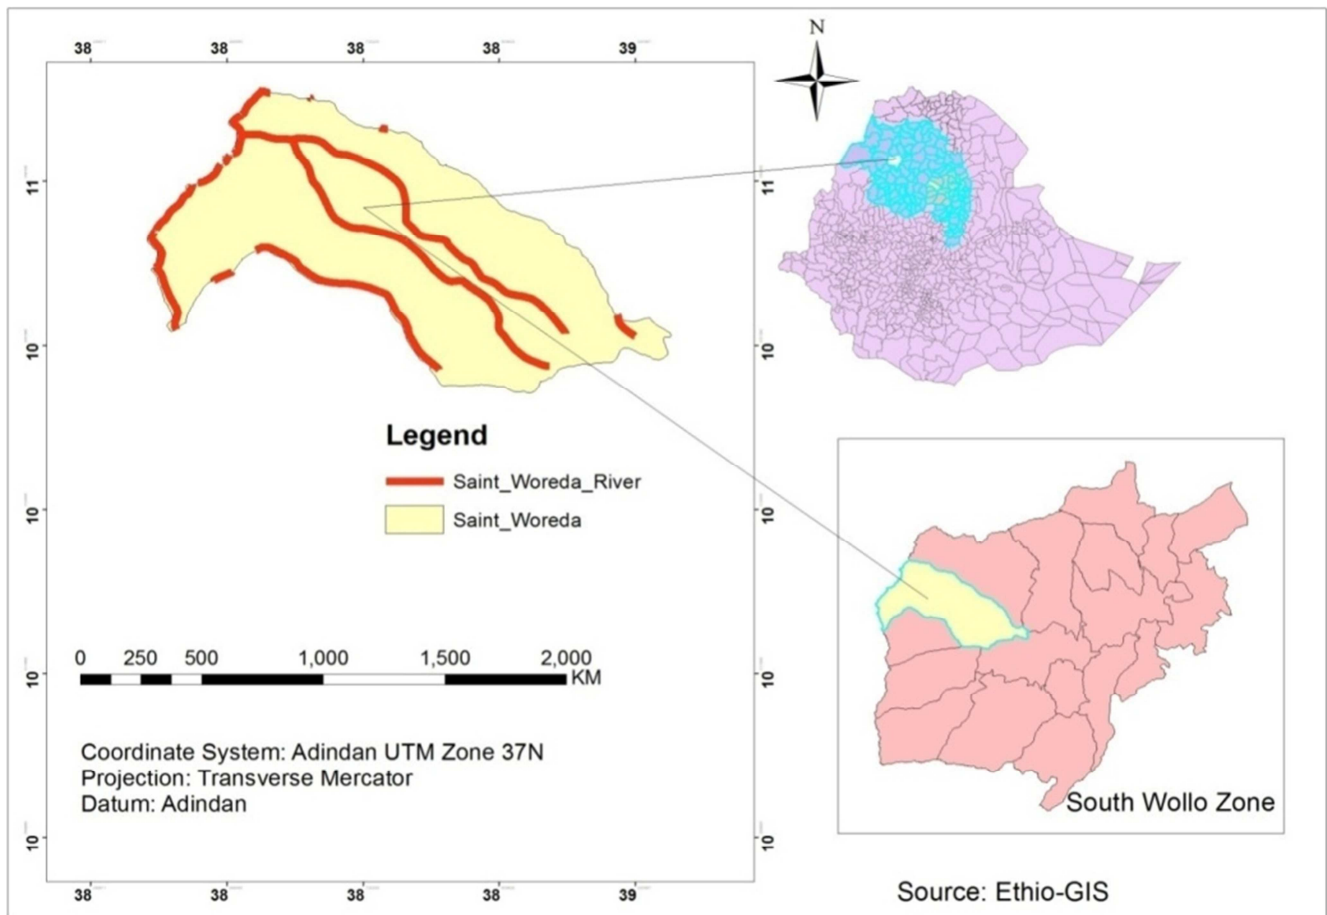 38 38 38 38 39
N
11 11
10 10
Legend
Saint_Woreda_River
Saint_Woreda
10 10
0 250 500 1,000 1,500 2,000
KM
10 10
Coordinate System: Adindan UTM Zone 37N
Projection: Transverse Mercator
Datum: Adindan
South Wollo Zone
10 10
38 38 38 38 39
Source: Ethio-GIS